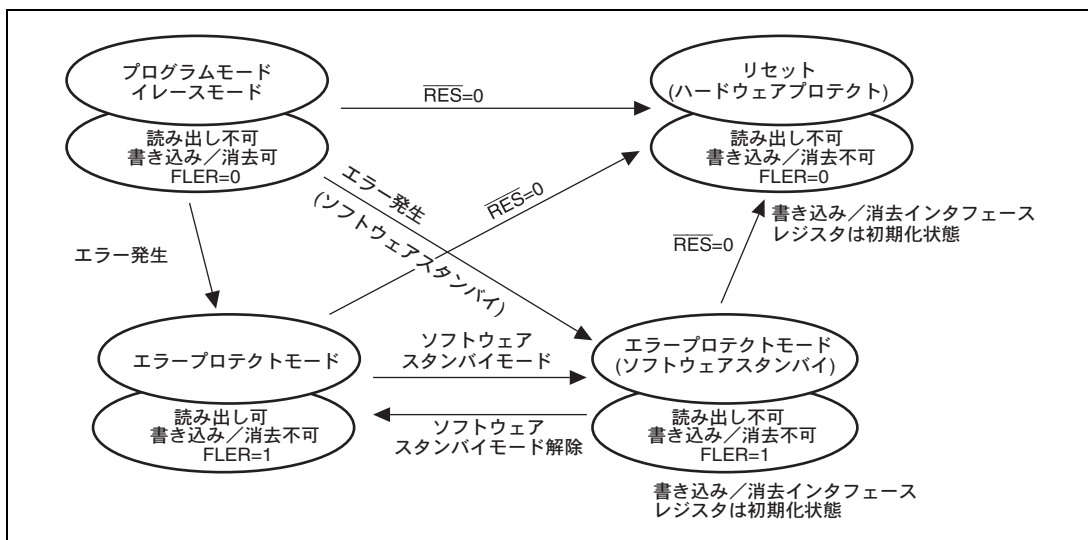 プログラムモード
イレースモード
読み出し不可
書き込み／消去可
FLER=0
RES=0
リセット
(ハードウェアプロテクト)
読み出し不可
書き込み／消去不可
FLER=0
書き込み／消去インタフェース
レジスタは初期化状態
エラー発生
エラー発生
(ソフトウェアスタンバイ)
RES=0
RES=0
エラープロテクトモード
読み出し可
書き込み／消去不可
FLER=1
ソフトウェア
スタンバイモード
ソフトウェア
スタンバイモード解除
エラープロテクトモード
(ソフトウェアスタンバイ)
読み出し不可
書き込み／消去不可
FLER=1
書き込み／消去インタフェース
レジスタは初期化状態